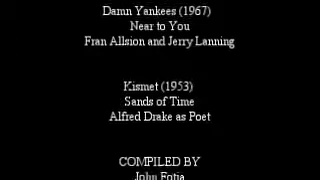 Damn Yankees (1967)
Near to You
Fran Allsion and Jerry Lanning
Kismet (1953)
Sands of Time
Alfred Drake as Poet
COMPILED BY
John Fotia